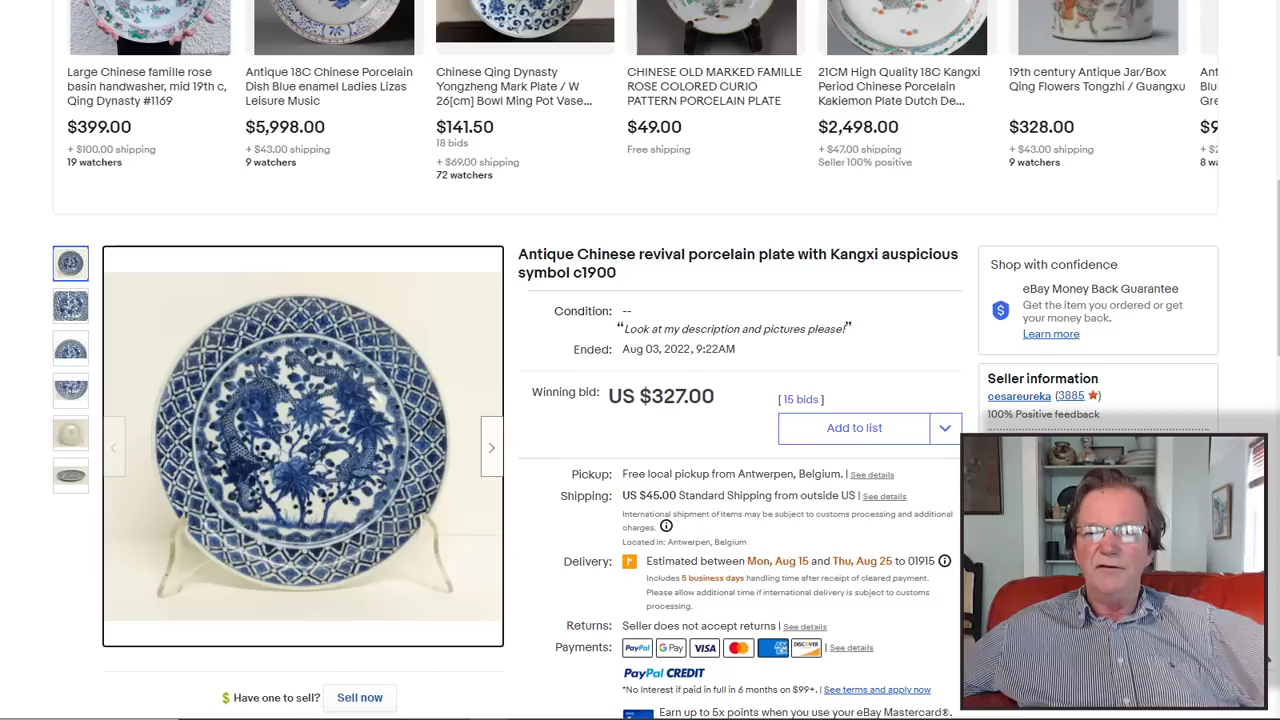 Large Chinese famille rose
basin handwasher, mid 19th c,
Qing Dynasty #1169
$399.00
+ $100.00 shipping
19 watchers
Antique 18C Chinese Porcelain
Dish Blue enamel Ladies Lizas
Leisure Music
$5,998.00
+ $43.00 shipping
9 watchers
Chinese Qing Dynasty
Yongzheng Mark Plate / W
26[cm] Bowl Ming Pot Vase...
$141.50
18 bids
+ $69.00 shipping
72 watchers
CHINESE OLD MARKED FAMILLE
ROSE COLORED CURIO
PATTERN PORCELAIN PLATE
$49.00
Free shipping
21CM High Quality 18C Kangxi
Period Chinese Porcelain
Kakiemon Plate Dutch De...
$2,498.00
+ $47.00 shipping
Seller 100% positive
19th century Antique Jar/Box
Qing Flowers Tongzhi / Guangxu
$328.00
+ $43.00 shipping
9 watchers
Antique Chinese revival porcelain plate with Kangxi auspicious
symbol c1900
Condition: --
“Look at my description and pictures please!”
Ended: Aug 03, 2022, 9:22AM
Winning bid: US $327.00
[ 15 bids ]
Add to list
Pickup: Free local pickup from Antwerpen, Belgium. | See details
Shipping: US $45.00 Standard Shipping from outside US | See details
International shipment of items may be subject to customs processing and additional
charges.
Located in: Antwerpen, Belgium
Delivery: Estimated between Mon, Aug 15 and Thu, Aug 25 to 01915
Includes 5 business days handling time after receipt of cleared payment.
Please allow additional time if international delivery is subject to customs
processing.
Returns: Seller does not accept returns | See details
Payments: PayPal G Pay VISA DISCOVER | See details
PayPal CREDIT
*No Interest if paid in full in 6 months on $99+. | See terms and apply now
Earn up to 5x points when you use your eBay Mastercard®.
Shop with confidence
eBay Money Back Guarantee
Get the item you ordered or get
your money back.
Learn more
Seller information
cesareureka (3885)
100% Positive feedback
$ Have one to sell? Sell now